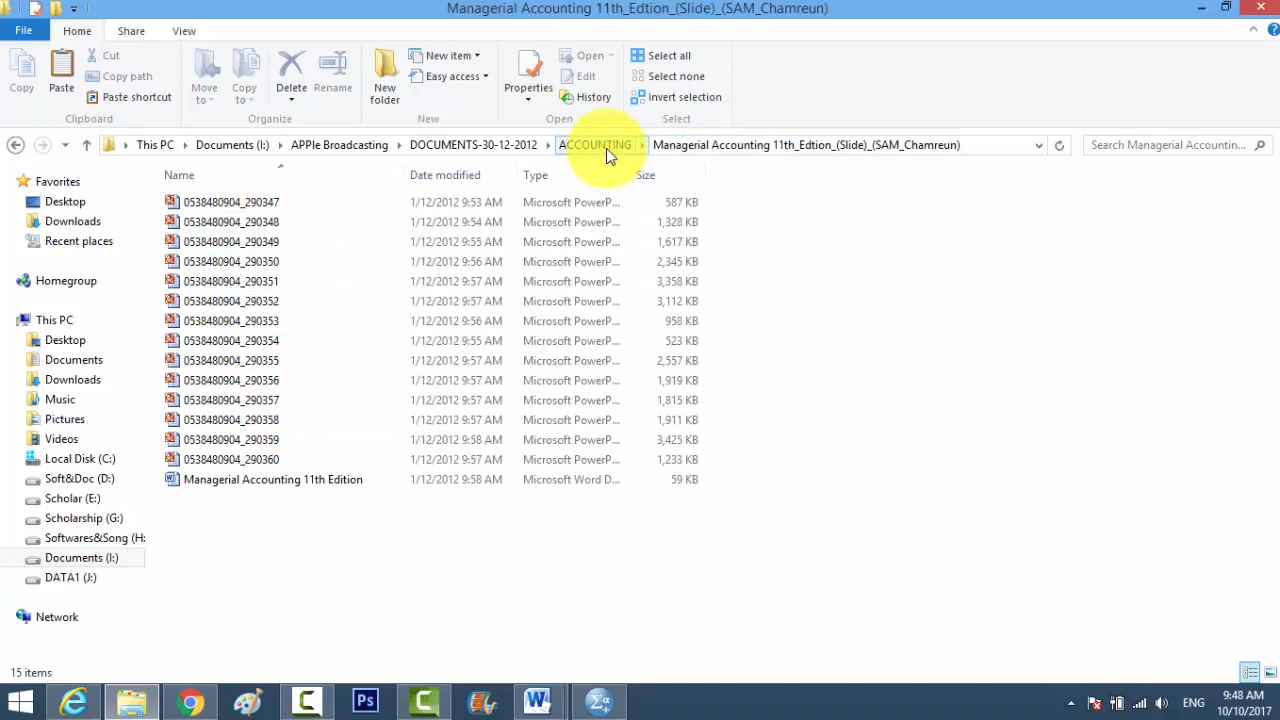 Managerial Accounting 11th_Edtion_(Slide)_(SAM_Chamreun)
File Home Share View
Copy
Paste
Cut
Copy path
Paste shortcut
Clipboard
Move to
Copy to
Delete
Rename
Organize
New folder
New item
Easy access
New
Properties
Open
Edit
History
Open
Select all
Select none
Invert selection
Select
This PC Documents (I:) APPle Broadcasting DOCUMENTS-30-12-2012 ACCOUNTING Managerial Accounting 11th_Edtion_(Slide)_(SAM_Chamreun)
Search Managerial Accountin...
Favorites
Desktop
Downloads
Recent places
Homegroup
This PC
Desktop
Documents
Downloads
Music
Pictures
Videos
Local Disk (C:)
Soft&Doc (D:)
Scholar (E:)
Scholarship (G:)
Softwares&Song (H:
Documents (I:)
DATA1 (J:)
Network
Name Date modified Type Size
0538480904_290347 1/12/2012 9:53 AM Microsoft PowerP... 587 KB
0538480904_290348 1/12/2012 9:54 AM Microsoft PowerP... 1,328 KB
0538480904_290349 1/12/2012 9:55 AM Microsoft PowerP... 1,617 KB
0538480904_290350 1/12/2012 9:56 AM Microsoft PowerP... 2,345 KB
0538480904_290351 1/12/2012 9:57 AM Microsoft PowerP... 3,358 KB
0538480904_290352 1/12/2012 9:57 AM Microsoft PowerP... 3,112 KB
0538480904_290353 1/12/2012 9:56 AM Microsoft PowerP... 958 KB
0538480904_290354 1/12/2012 9:55 AM Microsoft PowerP... 523 KB
0538480904_290355 1/12/2012 9:57 AM Microsoft PowerP... 2,557 KB
0538480904_290356 1/12/2012 9:57 AM Microsoft PowerP... 1,919 KB
0538480904_290357 1/12/2012 9:57 AM Microsoft PowerP... 1,815 KB
0538480904_290358 1/12/2012 9:57 AM Microsoft PowerP... 1,911 KB
0538480904_290359 1/12/2012 9:58 AM Microsoft PowerP... 3,425 KB
0538480904_290360 1/12/2012 9:57 AM Microsoft PowerP... 1,233 KB
Managerial Accounting 11th Edition 1/12/2012 9:58 AM Microsoft Word D... 59 KB
15 items
Ps
ENG
9:48 AM
10/10/2017